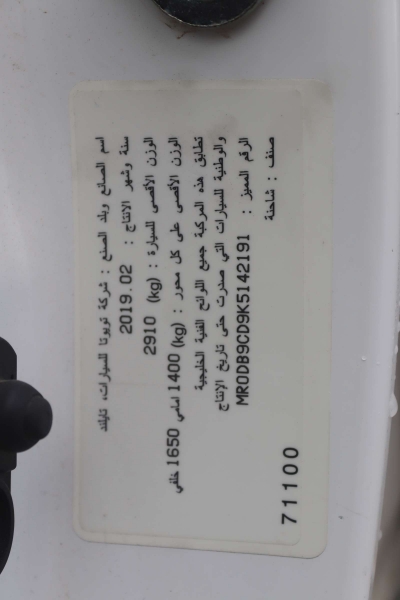 اسم الصانع وبلد الصنع : شركة تويوتا للسيارات، تايلاند
سنة وشهر الإنتاج : 2019.02
الوزن الأقصى للسيارة : (kg) 2910
الوزن الأقصى على كل محور : (kg) 1400 أمامي 1650 خلفي
تطابق هذه المركبة جميع اللوائح الفنية الخليجية
والوطنية للسيارات التي صدرت حتى تاريخ الإنتاج
الرقم المميز : MR0DB9CD9K5142191
صنف : شاحنة
71100